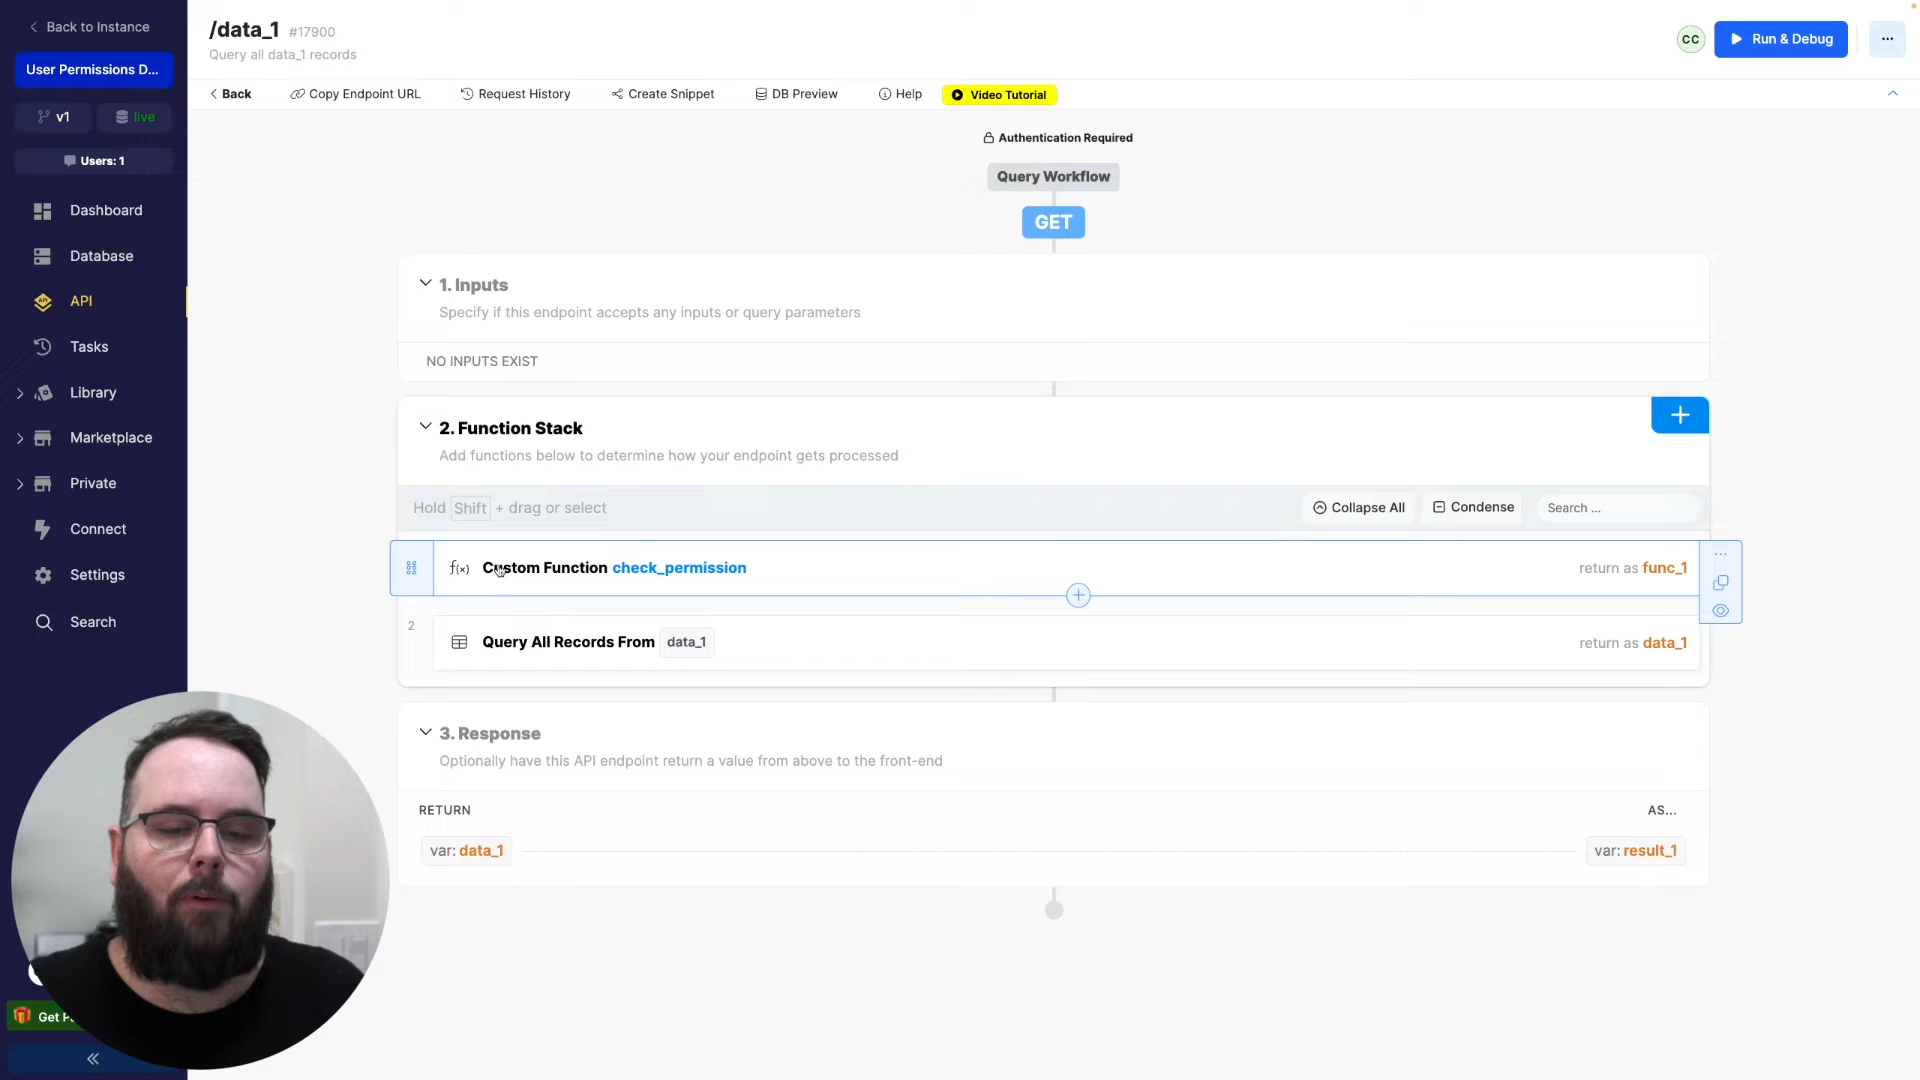 Back to Instance
User Permissions D...
v1
live
Users: 1
Dashboard
Database
API
Tasks
Library
Marketplace
Private
Connect
Settings
Search
/data_1 #17900
Query all data_1 records
CC
Run & Debug
...
Back
Copy Endpoint URL
Request History
Create Snippet
DB Preview
Help
Video Tutorial
Authentication Required
Query Workflow
GET
1. Inputs
Specify if this endpoint accepts any inputs or query parameters
NO INPUTS EXIST
2. Function Stack
Add functions below to determine how your endpoint gets processed
Hold Shift + drag or select
Collapse All
Condense
Search ...
f(x) Custom Function check_permission
return as func_1
2
Query All Records From data_1
return as data_1
3. Response
Optionally have this API endpoint return a value from above to the front-end
RETURN
AS...
var: data_1
var: result_1
Get